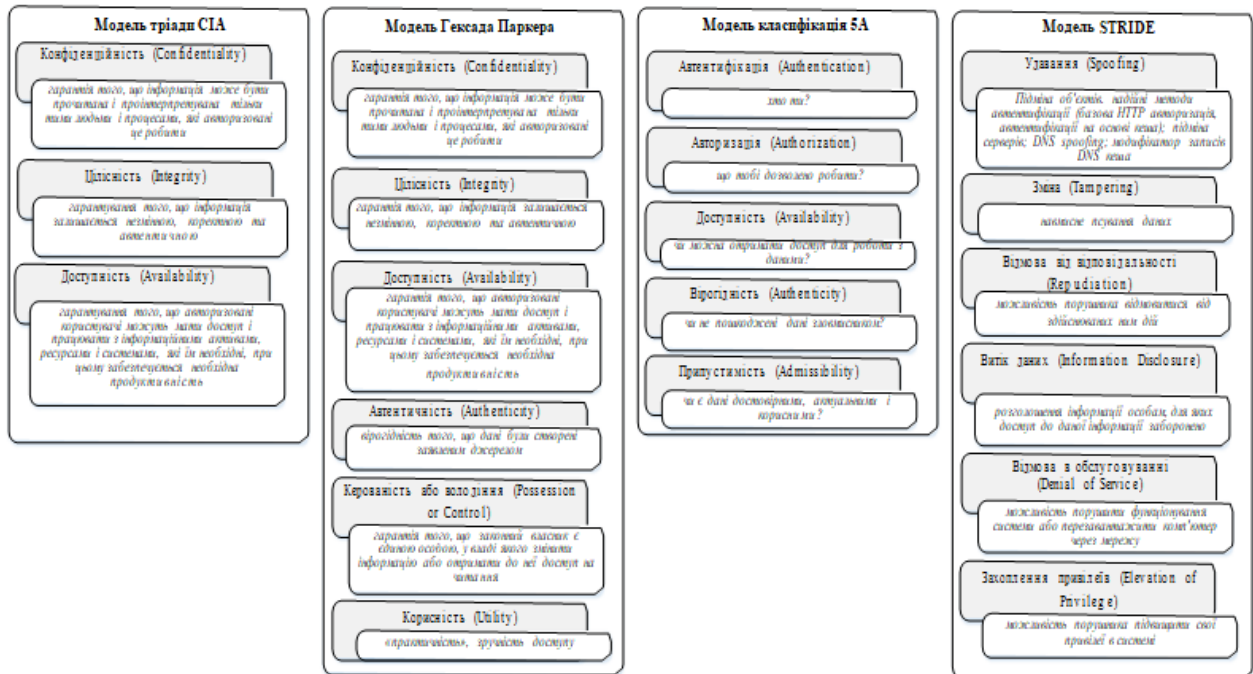 Модель тріади CIA
Конфіденційність (Confidentiality)
гарантія того, що інформація може бути
прочитана і проінтерпретувана тільки
тими людьми і процесами, які авторизовані
це робити
Цілісність (Integrity)
гарантування того, що інформація
залишається незмінною, коректною та
автентичною
Доступність (Availability)
гарантування того, що авторизовані
користувачі можуть мати доступ і
працювати з інформаційними активами,
ресурсами і системами, які їм необхідні, при
цьому забезпечується необхідна
продуктивність
Модель Гексада Паркера
Конфіденційність (Confidentiality)
гарантія того, що інформація може бути
прочитана і проінтерпретувана тільки
тими людьми і процесами, які авторизовані
це робити
Цілісність (Integrity)
гарантія того, що інформація залишається
незмінною, коректною та автентичною
Доступність (Availability)
гарантія того, що авторизовані
користувачі можуть мати доступ і
працювати з інформаційними активами,
ресурсами і системами, які їм необхідні, при
цьому забезпечується необхідна
продуктивність
Автентичність (Authenticity)
вірогідність того, що дані були створені
заявленим джерелом
Керованість або володіння (Possession
or Control)
гарантія того, що законний власник є
єдиною особою, у владі якого змінити
інформацію або отримати до неї доступ на
читання
Корисність (Utility)
«практичність», зручність доступу
Модель класифікація 5А
Автентифікація (Authentication)
хто ти?
Авторизація (Authorization)
що тобі дозволено робити?
Доступність (Availability)
чи можна отримати доступ для роботи з
даними?
Вірогідність (Authenticity)
чи не пошкоджені дані зловмисником?
Припустимість (Admissibility)
чи є дані достовірними, актуальними і
корисними?
Модель STRIDE
Удавання (Spoofing)
Підміна об'єктів. надійні методи
автентифікації (базова HTTP авторизація,
автентифікації на основі кеша); підміна
серверів; DNS spoofing; модифікатор записів
DNS кеша
Зміна (Tampering)
навмисне псування даних
Відмова від відповідальності
(Repudiation)
можливість порушника відмовитися від
здійснюваних ним дій
Витік даних (Information Disclosure)
розголошення інформації особам, для яких
доступ до даної інформації заборонено
Відмова в обслуговуванні
(Denial of Service)
можливість порушити функціонування
системи або перезавантажити комп'ютер
через мережу
Захоплення привілеїв (Elevation of
Privilege)
можливість порушника підвищити свої
привілеї в системі